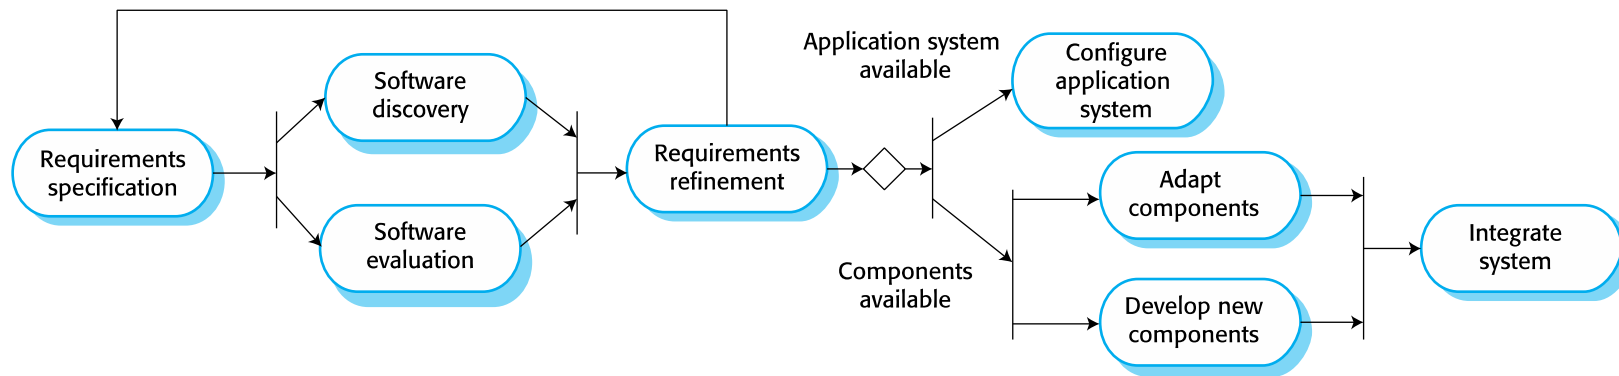 Requirements
specification
Software
discovery
Software
evaluation
Requirements
refinement
Application system
available
Configure
application
system
Components
available
Adapt
components
Develop new
components
Integrate
system